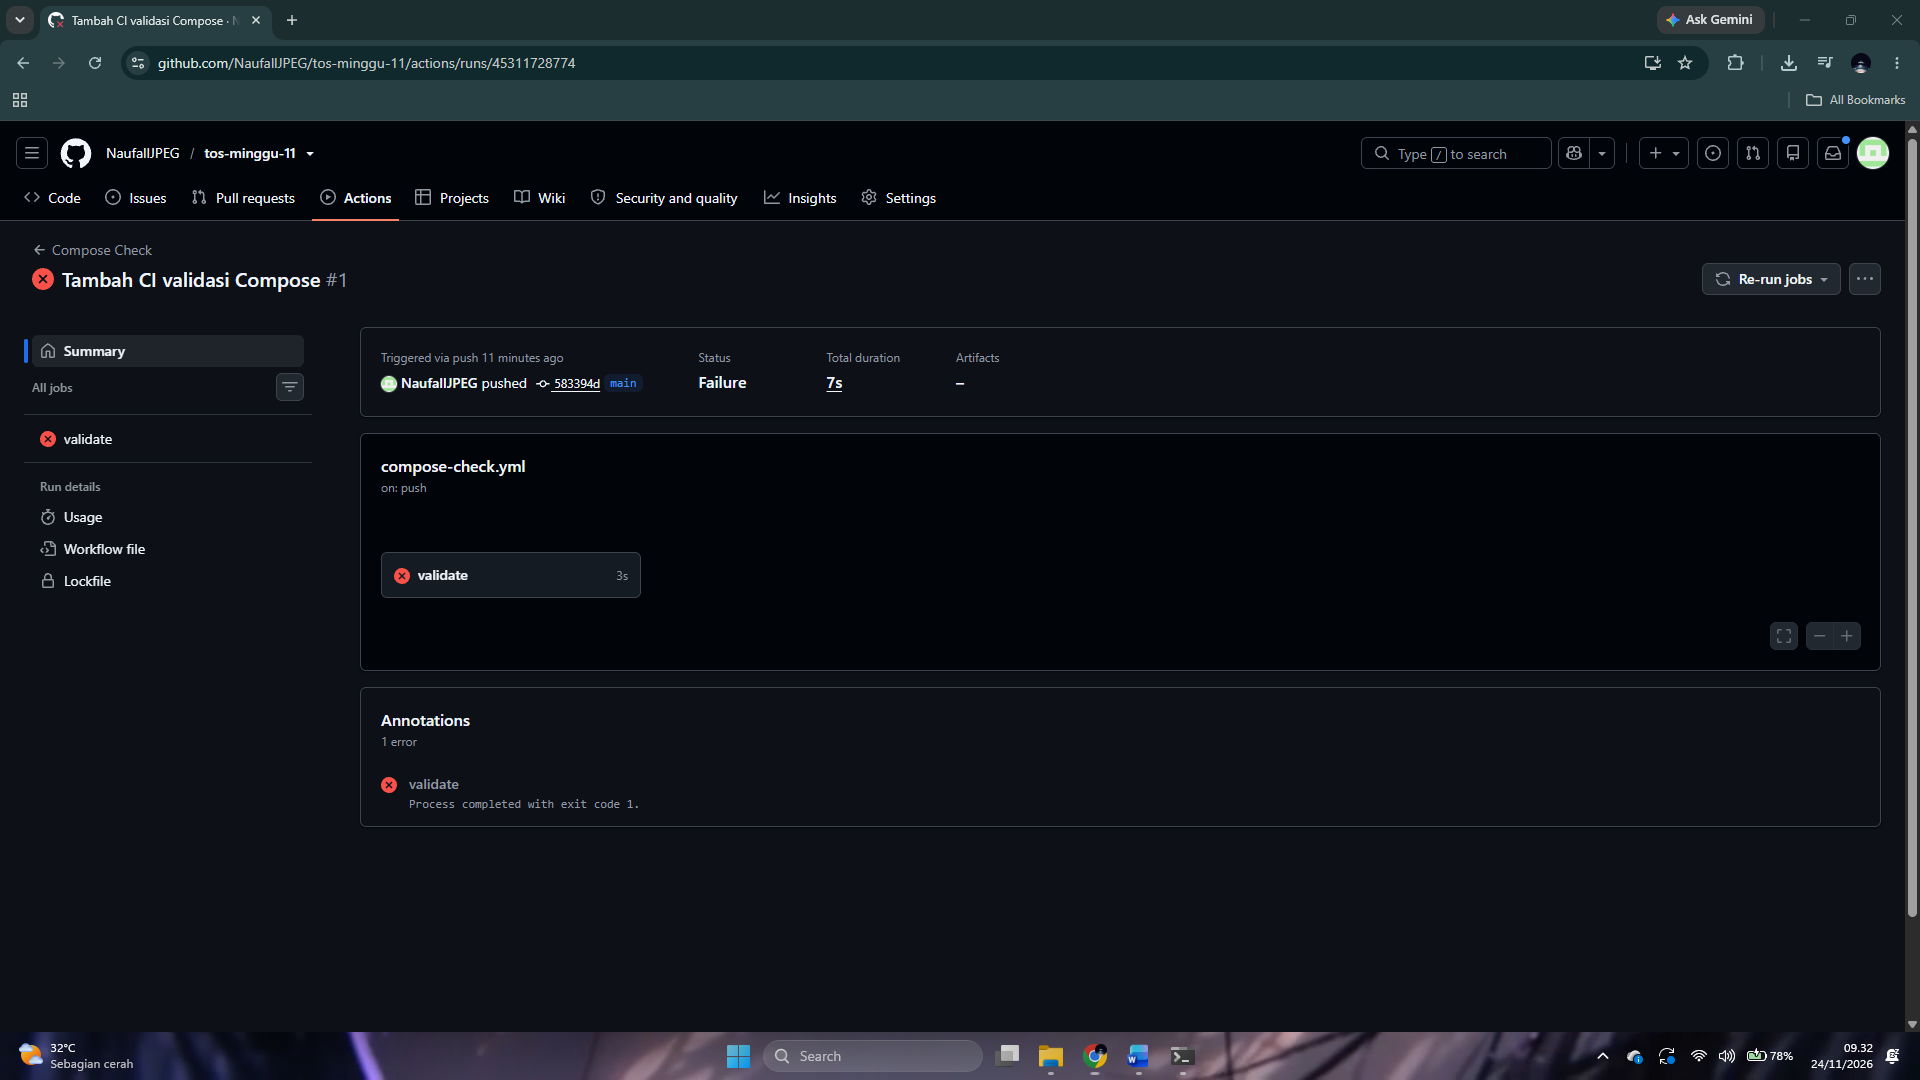 Tambah CI validasi Compose · N
Ask Gemini
github.com/NaufallJPEG/tos-minggu-11/actions/runs/45311728774
All Bookmarks
NaufallJPEG / tos-minggu-11
Type / to search
Code Issues Pull requests Actions Projects Wiki Security and quality Insights Settings
Compose Check
Tambah CI validasi Compose #1
Re-run jobs
Summary
All jobs
validate
Run details
Usage
Workflow file
Lockfile
Triggered via push 11 minutes ago
NaufallJPEG pushed 583394d main
Status
Failure
Total duration
7s
Artifacts
–
compose-check.yml
on: push
validate 3s
Annotations
1 error
validate
Process completed with exit code 1.
32°C
Sebagian cerah
Search
78%
09.32
24/11/2026